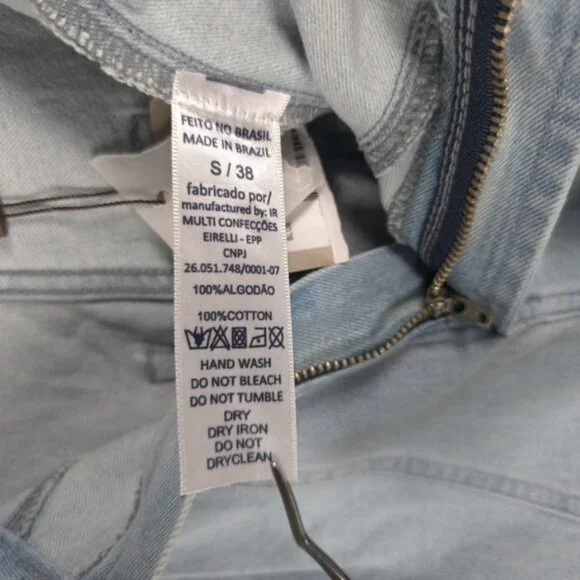 FEITO NO BRASIL
MADE IN BRAZIL
S / 38
fabricado por/
manufactured by: IR
MULTI CONFECÇÕES
EIRELLI - EPP
CNPJ
26.051.748/0001-07
100%ALGODÃO
100%COTTON
HAND WASH
DO NOT BLEACH
DO NOT TUMBLE
DRY
DRY IRON
DO NOT
DRYCLEAN